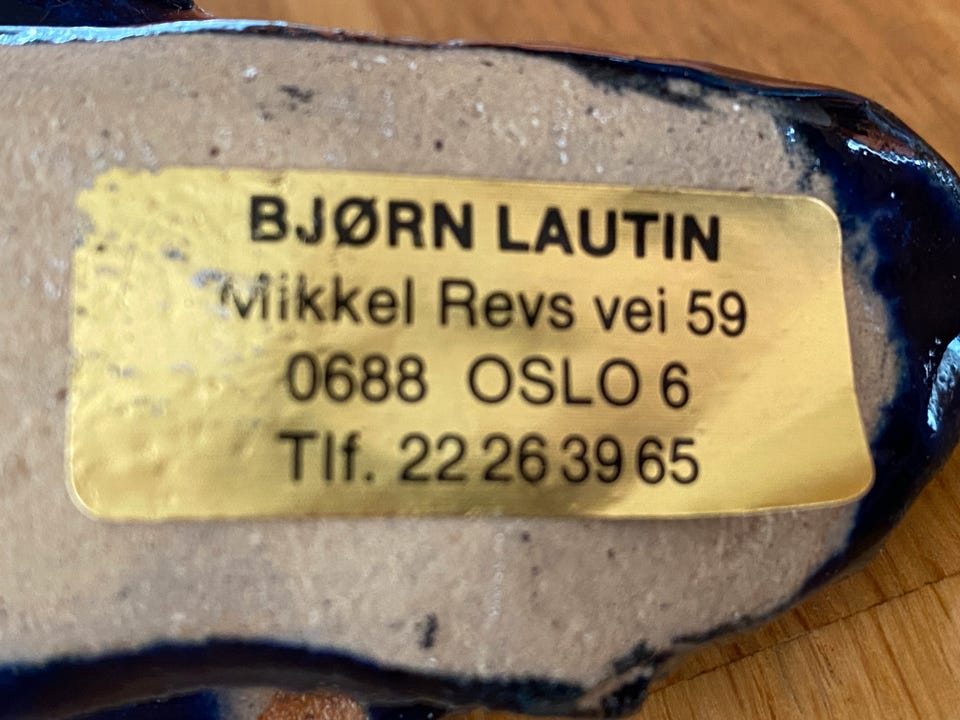 BJØRN LAUTIN
Mikkel Revs vei 59
0688 OSLO 6
Tlf. 22 26 39 65